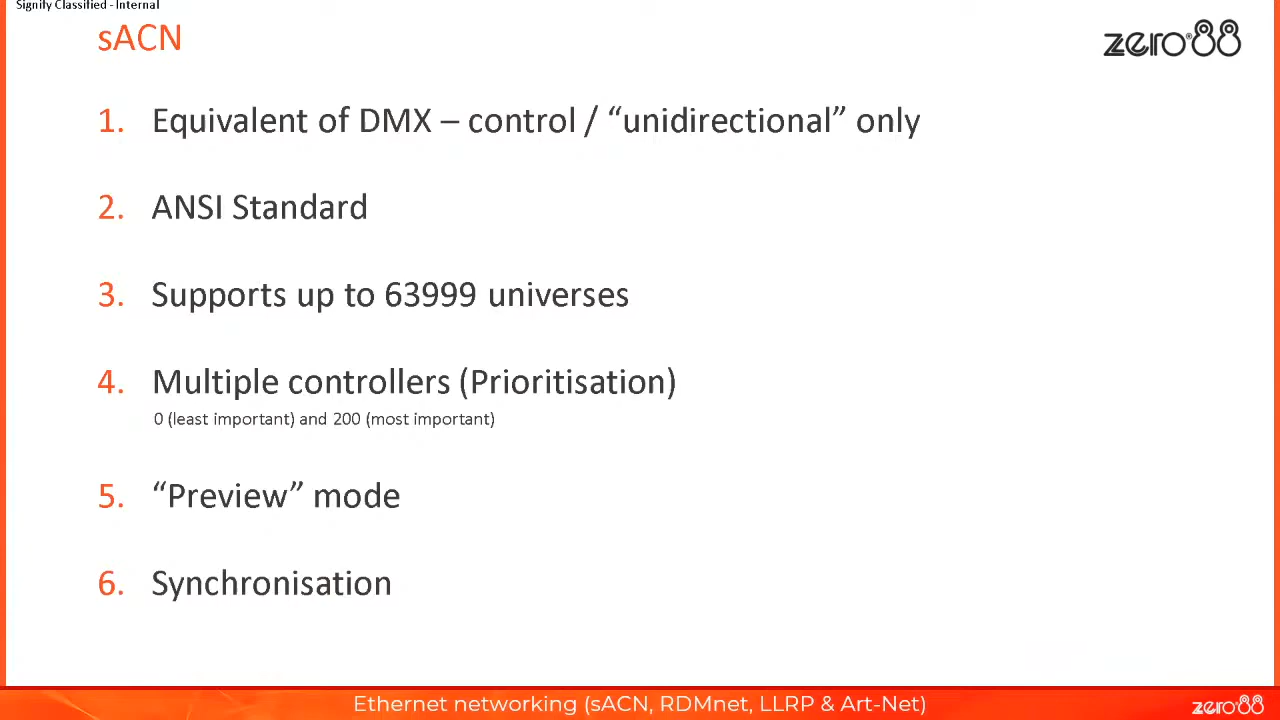 Signify Classified - Internal
sACN
zero®88
1. Equivalent of DMX – control / “unidirectional” only
2. ANSI Standard
3. Supports up to 63999 universes
4. Multiple controllers (Prioritisation)
0 (least important) and 200 (most important)
5. “Preview” mode
6. Synchronisation
Ethernet networking (sACN, RDMnet, LLRP & Art-Net)
zero88